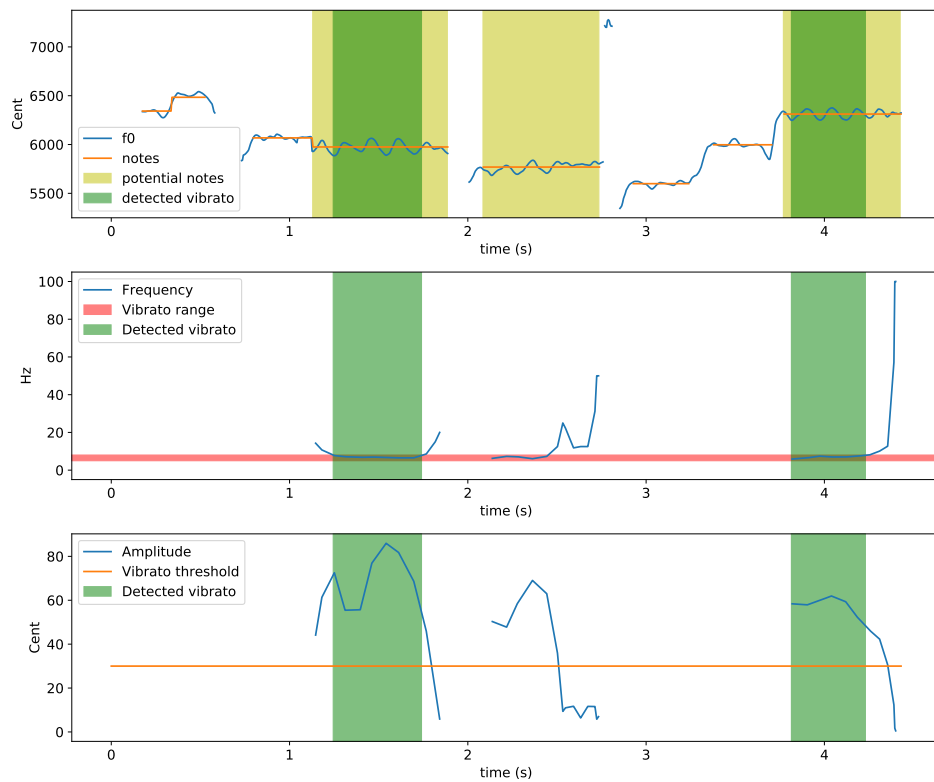 7000
6500
6000
5500
Cent
f0
notes
potential notes
detected vibrato
0 1 2 3 4
time (s)
100
80
60
40
20
0
Hz
Frequency
Vibrato range
Detected vibrato
0 1 2 3 4
time (s)
80
60
40
20
0
Cent
Amplitude
Vibrato threshold
Detected vibrato
0 1 2 3 4
time (s)